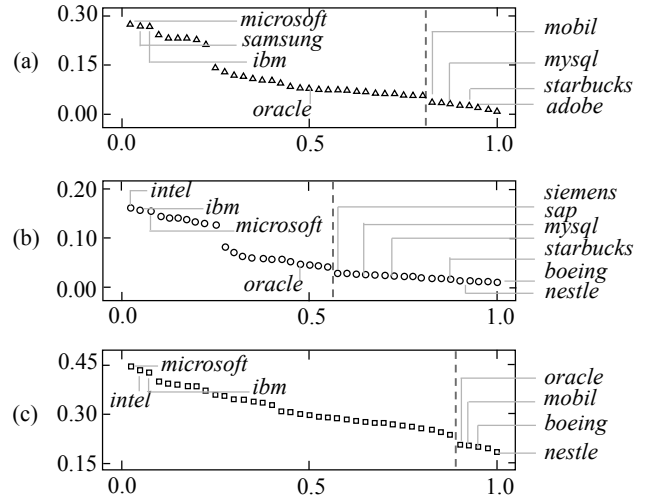 0.30
microsoft
samsung
mobil
(a)
0.15
ibm
mysql
oracle
starbucks
0.00
adobe
0.0
0.5
1.0
0.20
intel
siemens
ibm
sap
(b)
0.10
microsoft
mysql
starbucks
oracle
boeing
0.00
nestle
0.0
0.5
1.0
0.45
microsoft
oracle
intel
ibm
mobil
(c)
0.30
boeing
nestle
0.15
0.0
0.5
1.0